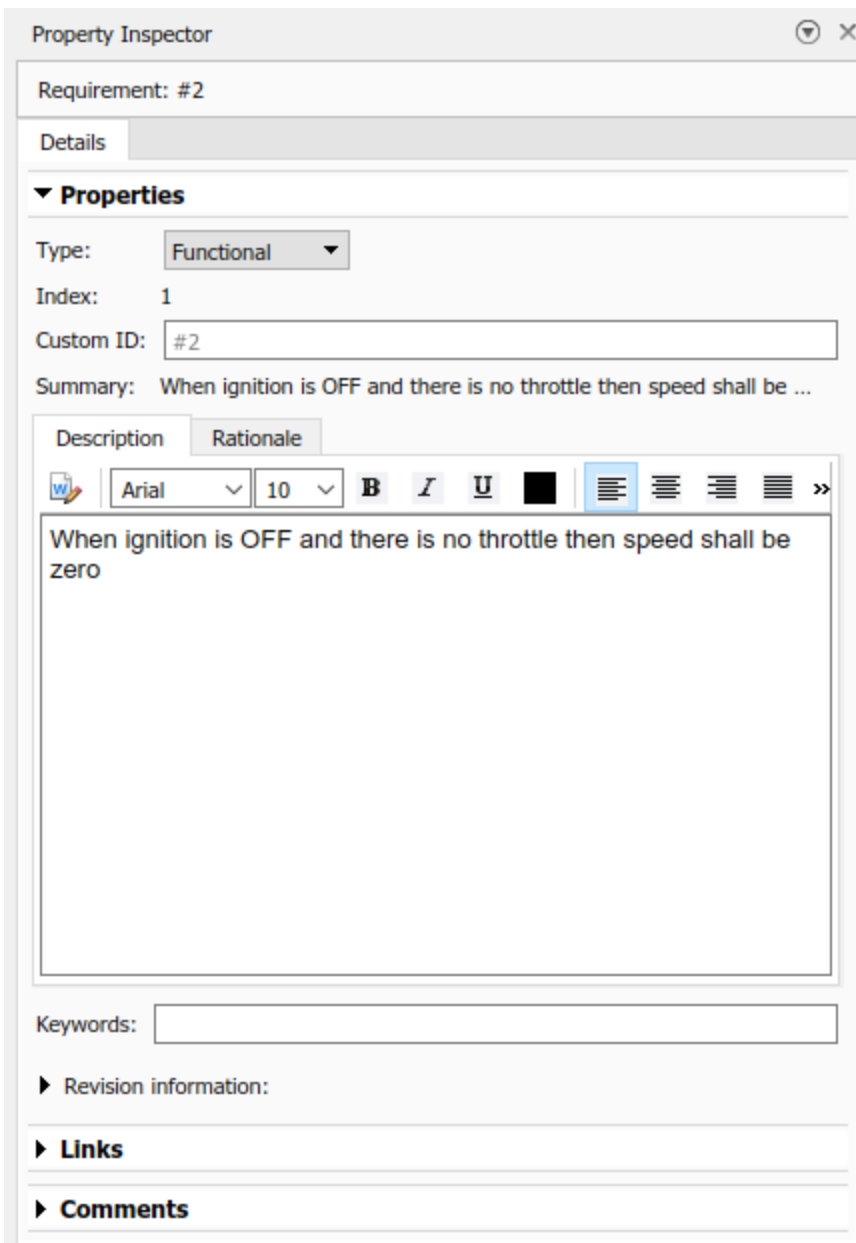 Property Inspector
Requirement: #2
Details
Properties
Type: Functional
Index: 1
Custom ID: #2
Summary: When ignition is OFF and there is no throttle then speed shall be ...
Description Rationale
W Arial 10 B I U »
When ignition is OFF and there is no throttle then speed shall be
zero
Keywords:
Revision information:
Links
Comments